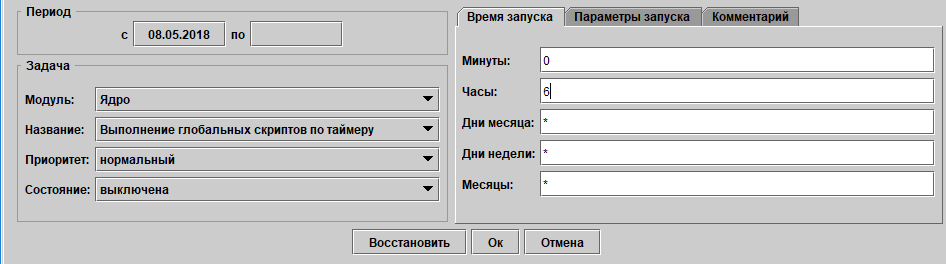 Период
с 08.05.2018 по
Задача
Модуль: Ядро
Название: Выполнение глобальных скриптов по таймеру
Приоритет: нормальный
Состояние: выключена
Время запуска Параметры запуска Комментарий
Минуты: 0
Часы: 6
Дни месяца: *
Дни недели: *
Месяцы: *
Восстановить Ок Отмена